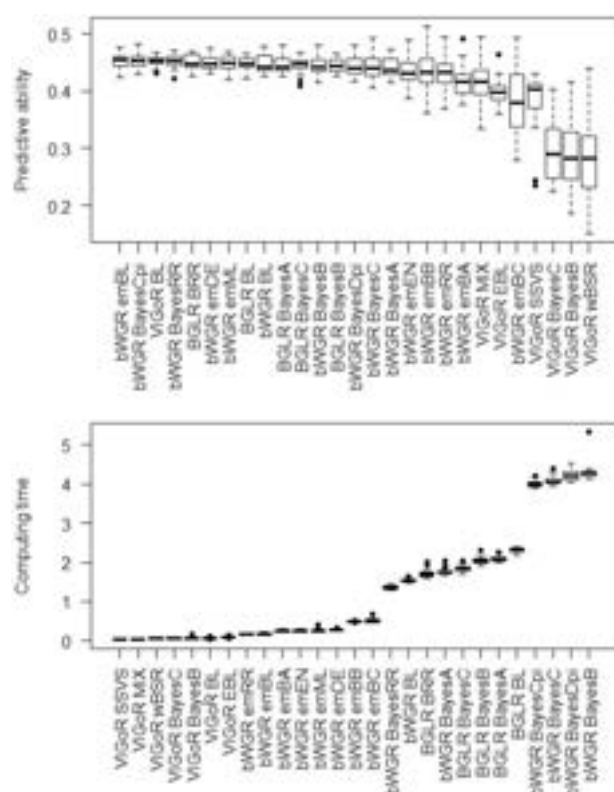 Predictive ability
0.5
0.4
0.3
0.2
bWGR emBL
bWGR BayesCpi
VIGoR BL
bWGR BayesRR
BGLR BRR
bWGR emDE
bWGR emML
BGLR BL
bWGR BL
BGLR BayesA
BGLR BayesC
bWGR BayesB
BGLR BayesB
bWGR BayesDpi
bWGR BayesC
bWGR BayesA
bWGR emEN
bWGR emBB
bWGR emRR
bWGR emBA
VIGoR MX
VIGoR EBL
bWGR emBC
VIGoR SSVS
VIGoR BayesC
VIGoR BayesB
VIGoR wBSR
Computing time
5
4
3
2
1
0
VIGoR SSVS
VIGoR MX
VIGoR wBSR
VIGoR BayesC
VIGoR BayesB
VIGoR BL
VIGoR EBL
bWGR emRR
bWGR emBL
bWGR emBA
bWGR emEN
bWGR emML
bWGR emDE
bWGR emBB
bWGR emBC
bWGR BayesRR
bWGR BL
BGLR BRR
bWGR BayesA
BGLR BayesC
BGLR BayesB
BGLR BayesA
BGLR BL
bWGR BayesCpi
bWGR BayesC
bWGR BayesDpi
bWGR BayesB